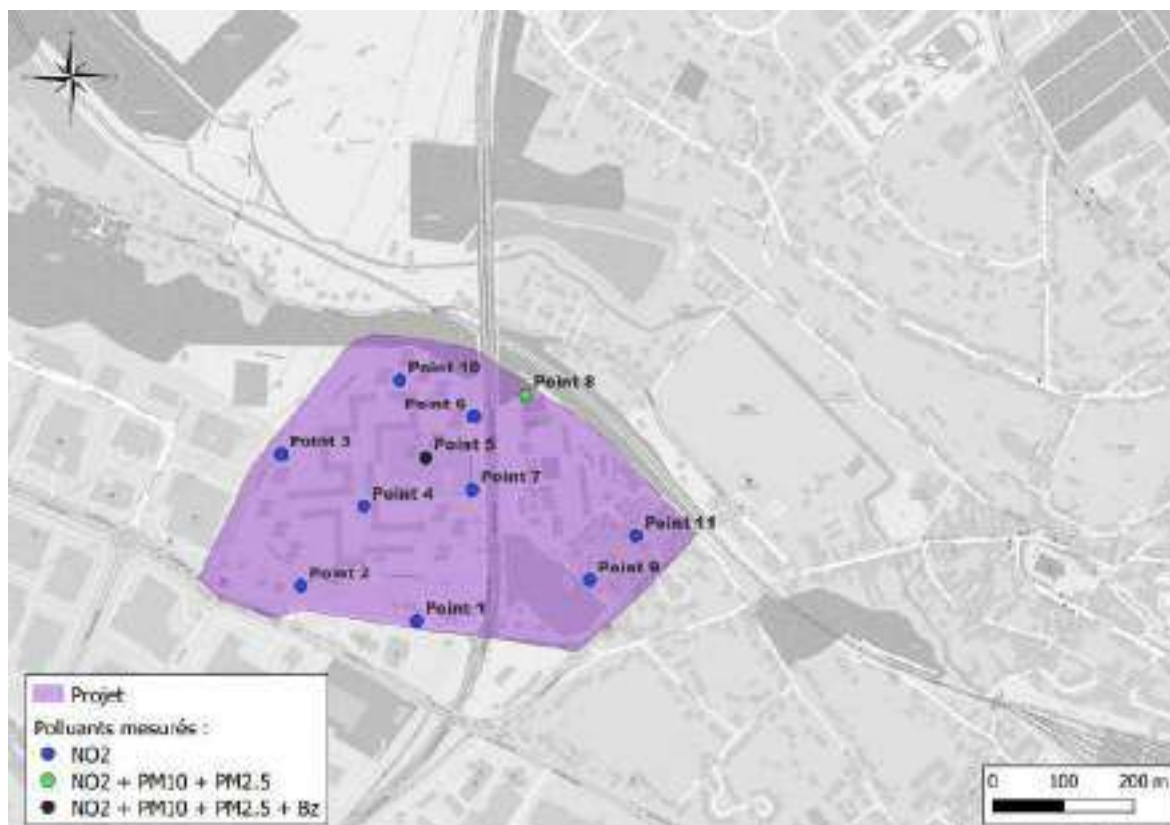 Point 10
Point 8
Point 6
Point 3
Point 5
Point 7
Point 4
Point 11
Point 9
Point 2
Point 1
Projet
Polluants mesurés :
NO2
NO2 + PM10 + PM2.5
NO2 + PM10 + PM2.5 + Bz
0 100 200 m